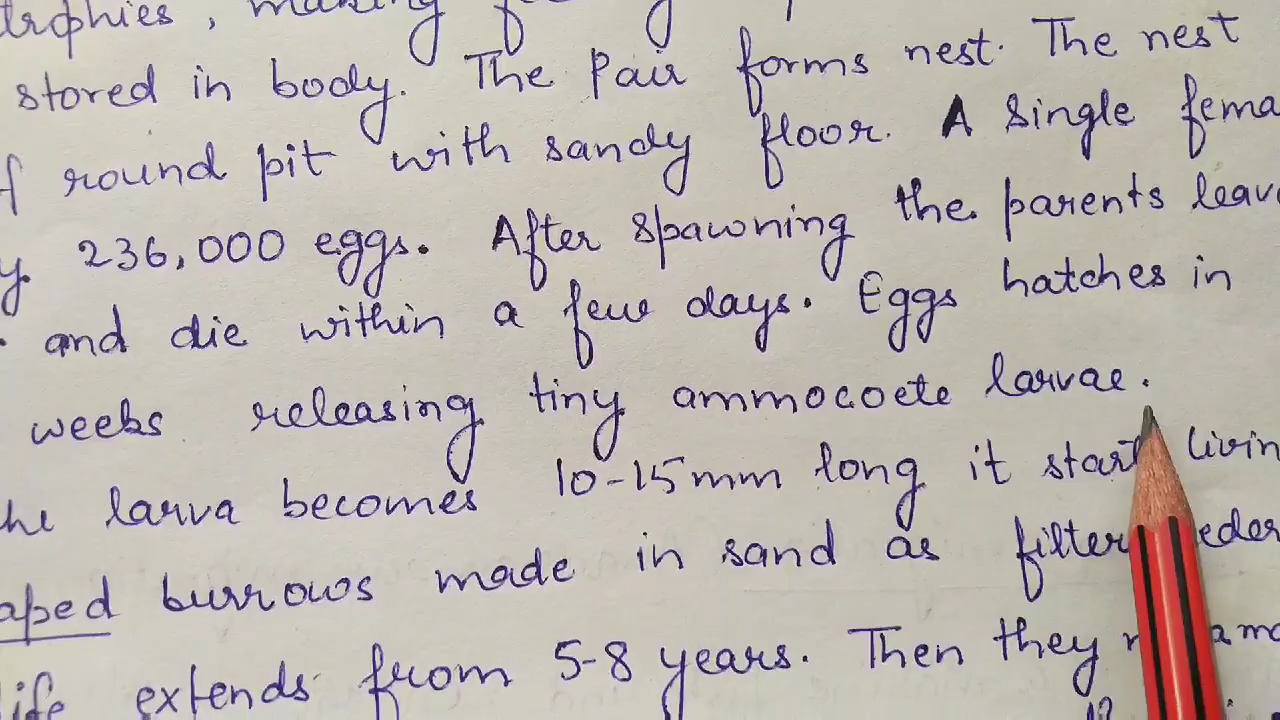 trophies, making
stored in body. The Pair forms nest. The nest
f round pit with sandy floor. A Single fema
y 236,000 eggs. After spawning the parents leav
and die within a few days. Eggs hatches in
weeks releasing tiny ammocoete larvae.
he larva becomes 10-15mm long it start livin
aped burrows made in sand as filter eder
life extends from 5-8 years. Then they